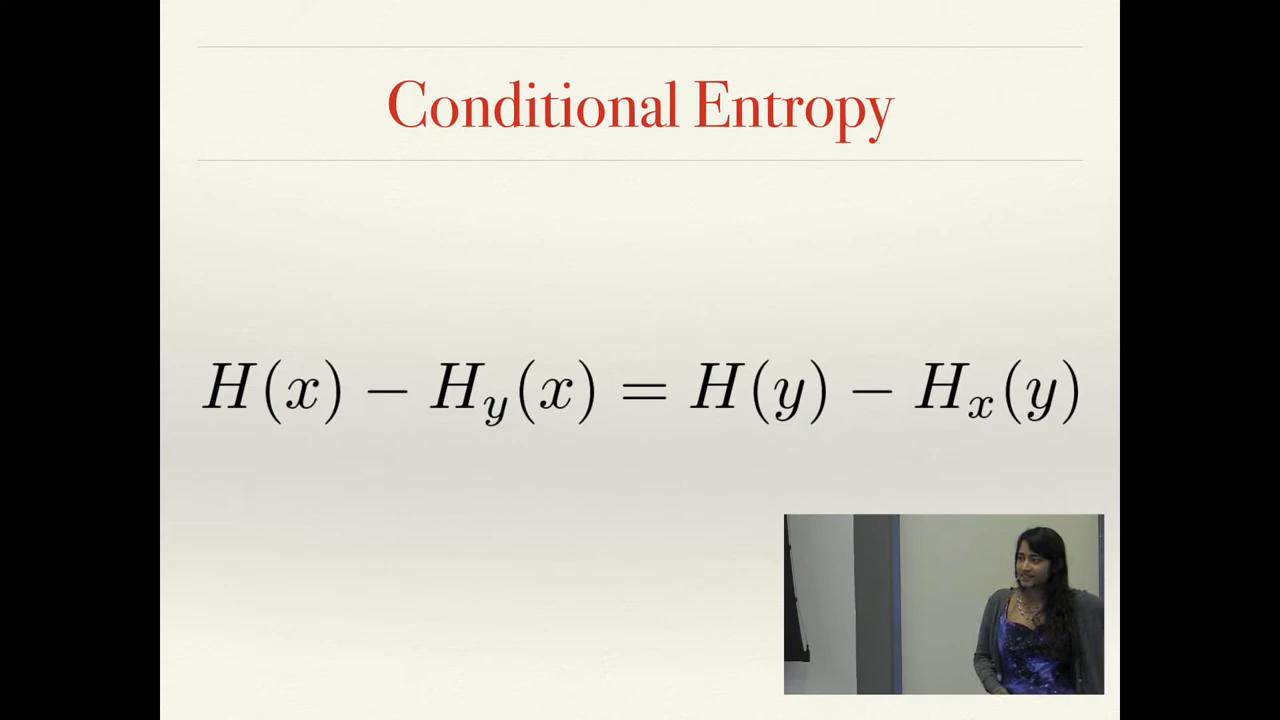 Conditional Entropy
H(x) − H_y(x) = H(y) − H_x(y)